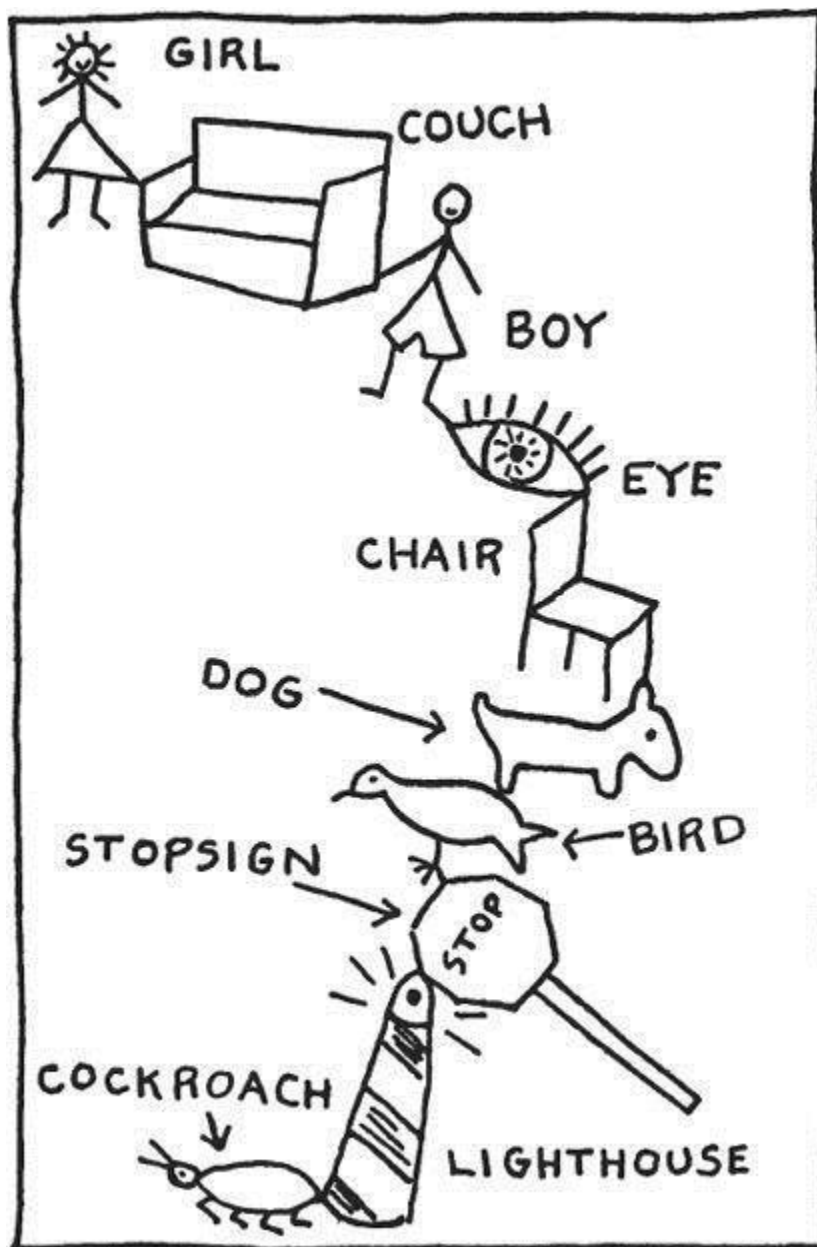 GIRL
COUCH
BOY
EYE
CHAIR
DOG
BIRD
STOPSIGN
STOP
COCKROACH
LIGHTHOUSE